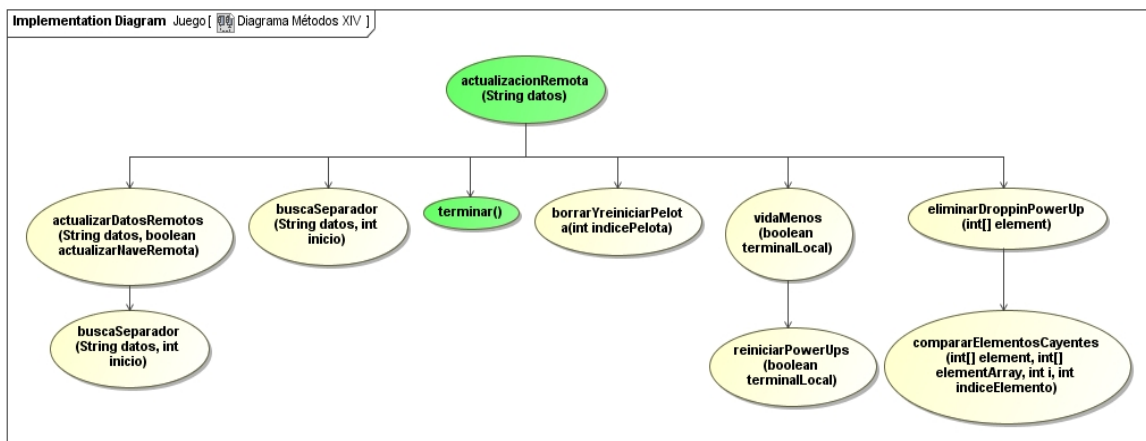 Implementation Diagram Juego [ Diagrama Métodos XIV ]
actualizacionRemota
(String datos)
actualizarDatosRemotos
(String datos, boolean
actualizarNaveRemota)
buscaSeparador
(String datos, int
inicio)
terminar()
borrarYreiniciarPelot
a(int indicePelota)
vidaMenos
(boolean
terminalLocal)
eliminarDroppinPowerUp
(int[] element)
buscaSeparador
(String datos, int
inicio)
reiniciarPowerUps
(boolean
terminalLocal)
compararElementosCayentes
(int[] element, int[]
elementArray, int i, int
indiceElemento)